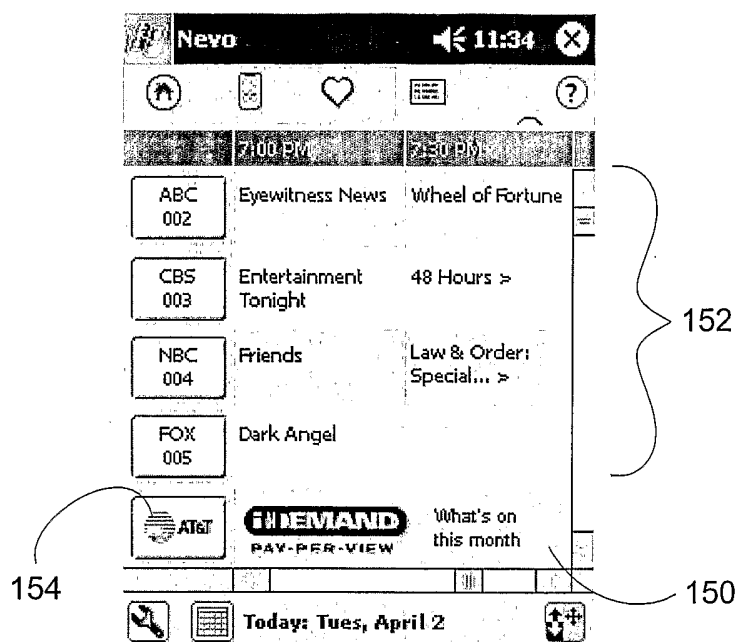 Nevo 11:34
?
7:00 PM 7:30 PM
ABC 002 Eyewitness News Wheel of Fortune
CBS 003 Entertainment Tonight 48 Hours >
NBC 004 Friends Law & Order: Special... >
FOX 005 Dark Angel
AT&T iNDEMAND PAY-PER-VIEW What's on this month
Today: Tues, April 2
152
154
150